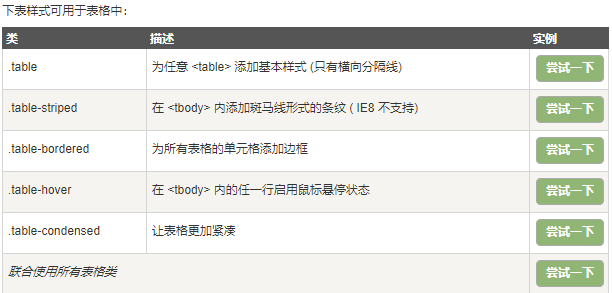 下表样式可用于表格中：
类 描述 实例
.table 为任意 <table> 添加基本样式 (只有横向分隔线) 尝试一下
.table-striped 在 <tbody> 内添加斑马线形式的条纹 ( IE8 不支持) 尝试一下
.table-bordered 为所有表格的单元格添加边框 尝试一下
.table-hover 在 <tbody> 内的任一行启用鼠标悬停状态 尝试一下
.table-condensed 让表格更加紧凑 尝试一下
联合使用所有表格类 尝试一下